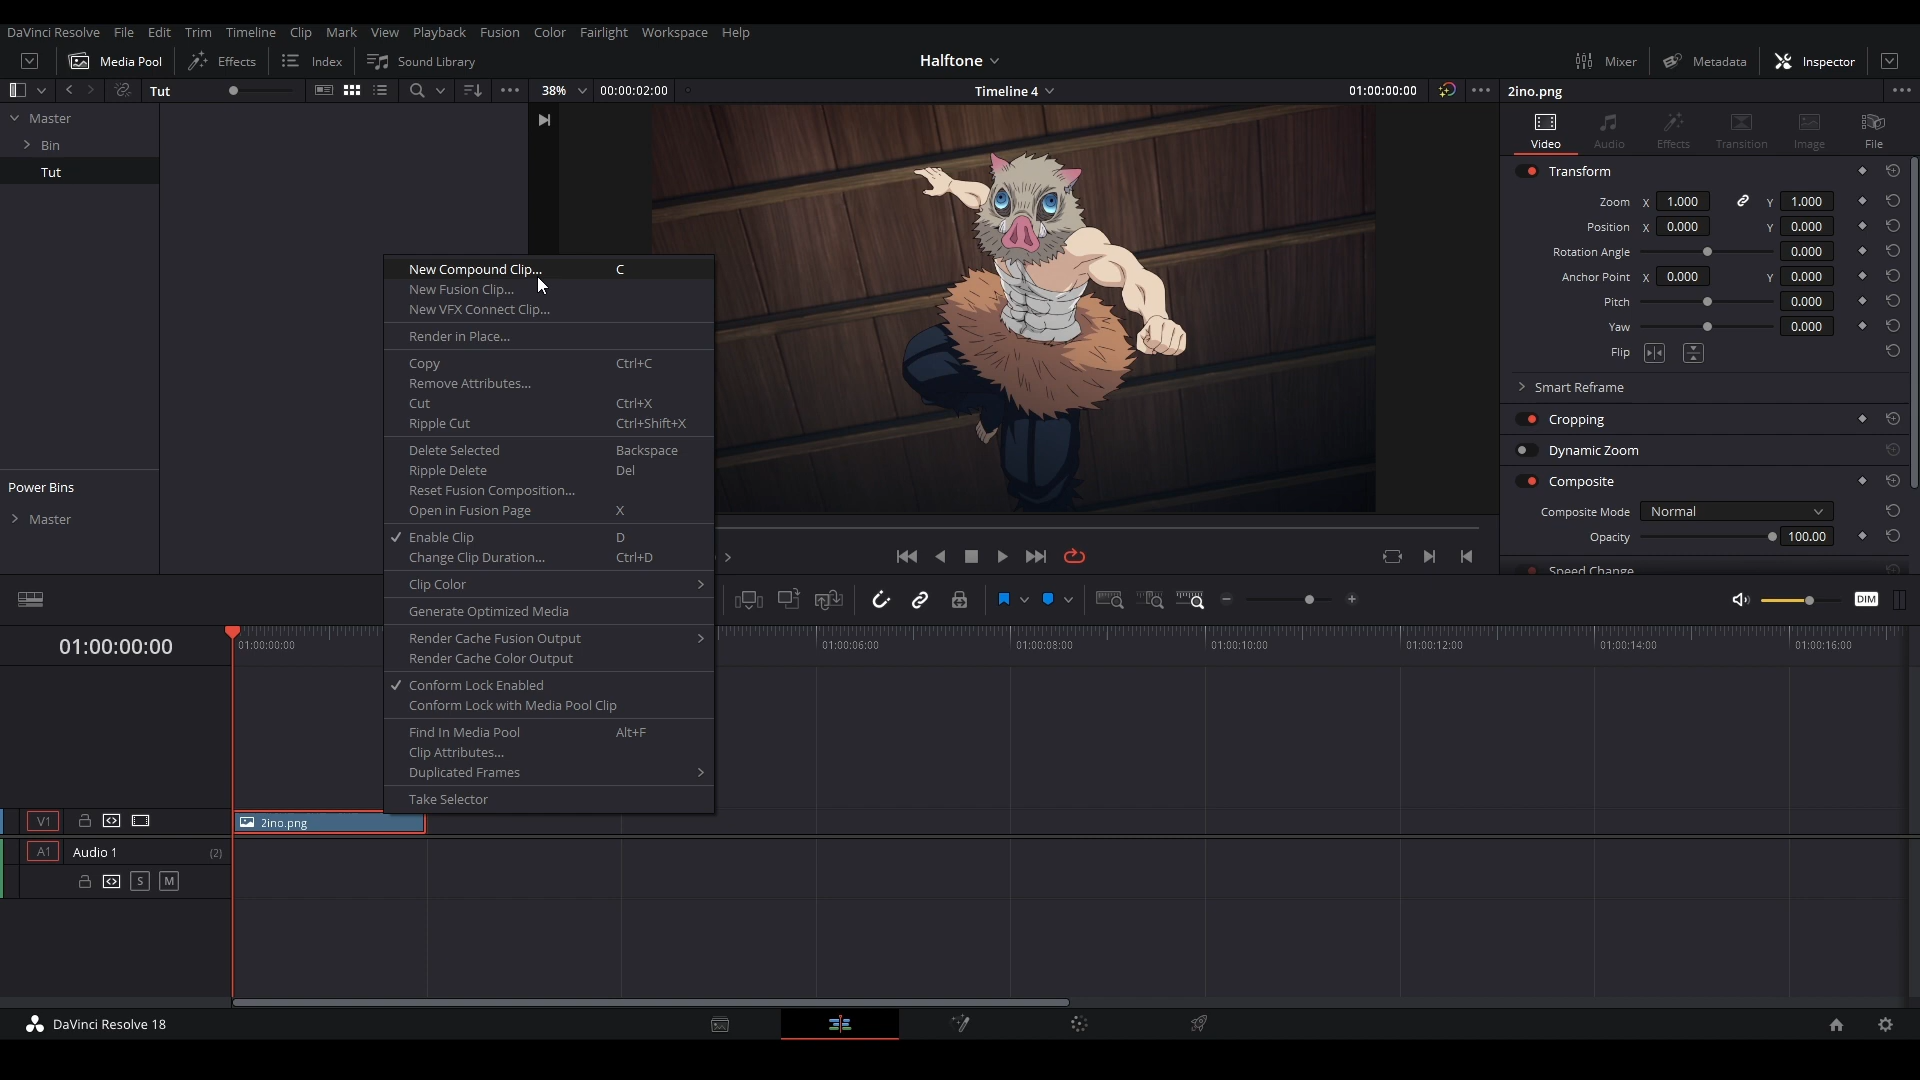 DaVinci Resolve File Edit Trim Timeline Clip Mark View Playback Fusion Color Fairlight Workspace Help
Media Pool Effects Index Sound Library Halftone Mixer Metadata Inspector
Tut 38% 00:00:02:00 Timeline 4 01:00:00:00 2ino.png
Master
Bin
Tut
Power Bins
Master
New Compound Clip... C
New Fusion Clip...
New VFX Connect Clip...
Render in Place...
Copy Ctrl+C
Remove Attributes...
Cut Ctrl+X
Ripple Cut Ctrl+Shift+X
Delete Selected Backspace
Ripple Delete Del
Reset Fusion Composition...
Open in Fusion Page X
Enable Clip D
Change Clip Duration... Ctrl+D
Clip Color
Generate Optimized Media
Render Cache Fusion Output
Render Cache Color Output
Conform Lock Enabled
Conform Lock with Media Pool Clip
Find In Media Pool Alt+F
Clip Attributes...
Duplicated Frames
Take Selector
Video Audio Effects Transition Image File
Transform
Zoom X 1.000 Y 1.000
Position X 0.000 Y 0.000
Rotation Angle 0.000
Anchor Point X 0.000 Y 0.000
Pitch 0.000
Yaw 0.000
Flip
Smart Reframe
Cropping
Dynamic Zoom
Composite
Composite Mode Normal
Opacity 100.00
Speed Change
DIM
01:00:00:00 01:00:00:00 01:00:06:00 01:00:08:00 01:00:10:00 01:00:12:00 01:00:14:00 01:00:16:00
V1 2ino.png
A1 Audio 1 (2)
S M
DaVinci Resolve 18